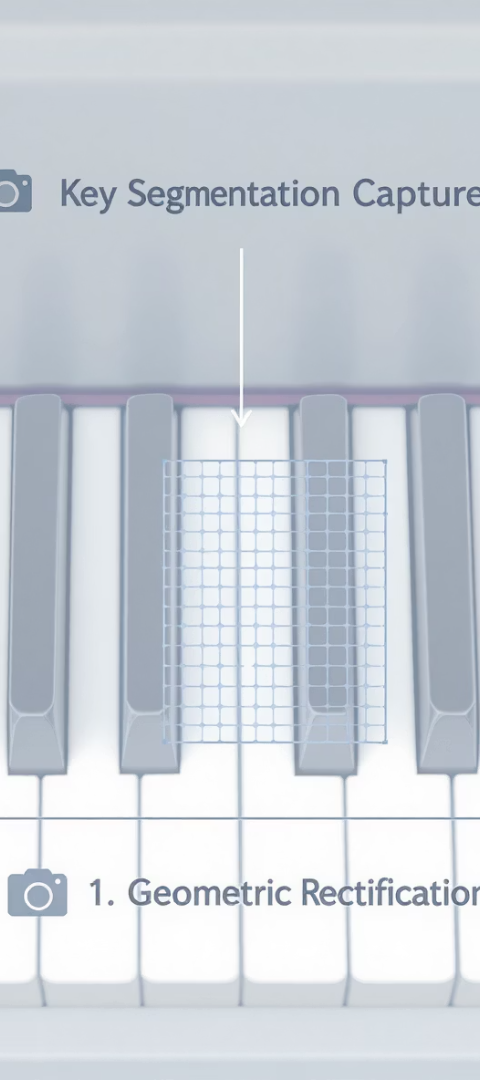 Key Segmentation Capture
1. Geometric Rectification